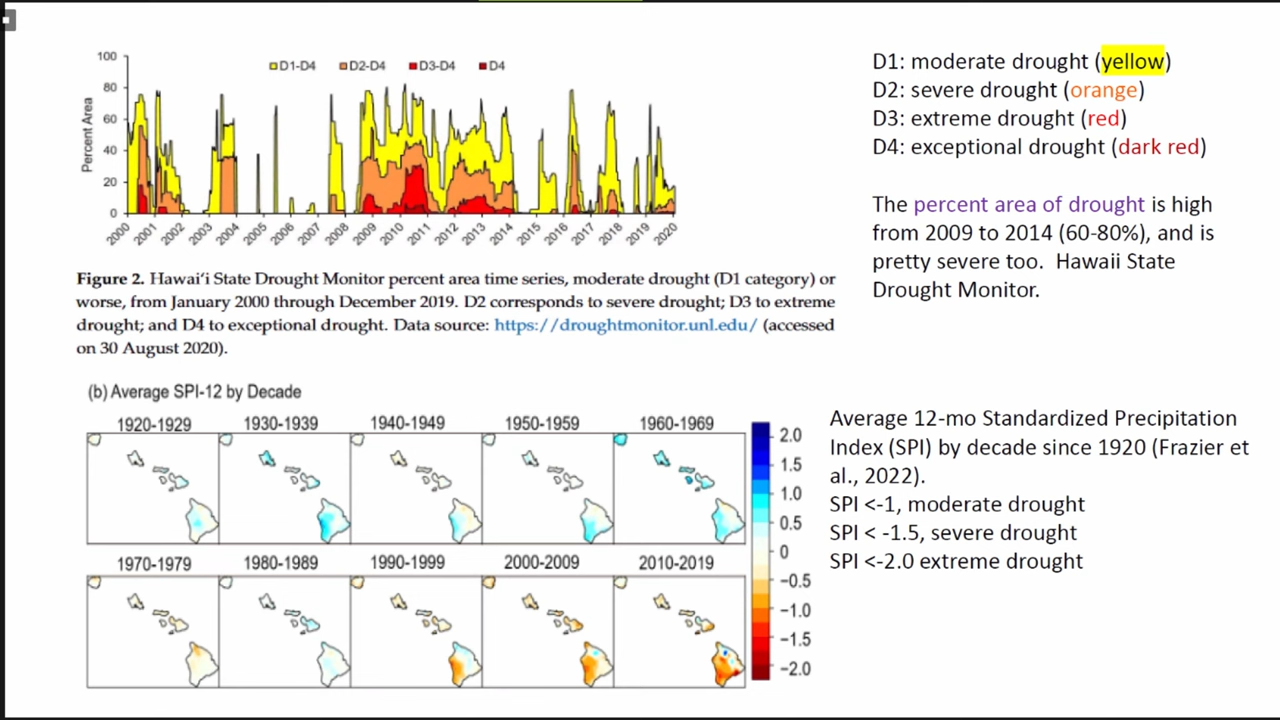 100
80
60
40
20
0
Percent Area
D1-D4 D2-D4 D3-D4 D4
2000 2001 2002 2003 2004 2005 2006 2007 2008 2009 2010 2011 2012 2013 2014 2015 2016 2017 2018 2019 2020
Figure 2. Hawai‘i State Drought Monitor percent area time series, moderate drought (D1 category) or
worse, from January 2000 through December 2019. D2 corresponds to severe drought; D3 to extreme
drought; and D4 to exceptional drought. Data source: https://droughtmonitor.unl.edu/ (accessed
on 30 August 2020).
D1: moderate drought (yellow)
D2: severe drought (orange)
D3: extreme drought (red)
D4: exceptional drought (dark red)
The percent area of drought is high
from 2009 to 2014 (60-80%), and is
pretty severe too. Hawaii State
Drought Monitor.
(b) Average SPI-12 by Decade
1920-1929 1930-1939 1940-1949 1950-1959 1960-1969
1970-1979 1980-1989 1990-1999 2000-2009 2010-2019
2.0
1.5
1.0
0.5
0
−0.5
−1.0
−1.5
−2.0
Average 12-mo Standardized Precipitation
Index (SPI) by decade since 1920 (Frazier et
al., 2022).
SPI <-1, moderate drought
SPI < -1.5, severe drought
SPI <-2.0 extreme drought